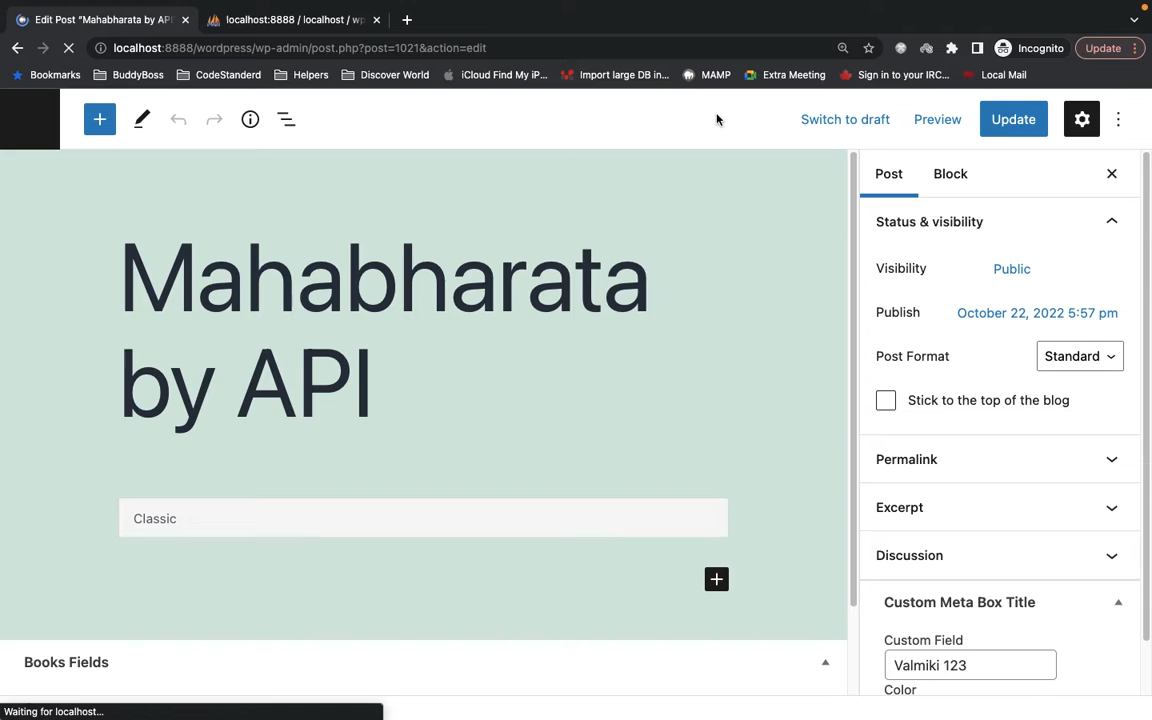 Edit Post “Mahabharata by API”
localhost:8888 / localhost / wp
localhost:8888/wordpress/wp-admin/post.php?post=1021&action=edit
Incognito
Update
Bookmarks
BuddyBoss
CodeStanderd
Helpers
Discover World
iCloud Find My iP...
Import large DB in...
MAMP
Extra Meeting
Sign in to your IRC...
Local Mail
Switch to draft
Preview
Update
Post
Block
Status & visibility
Visibility
Public
Publish
October 22, 2022 5:57 pm
Post Format
Standard
Stick to the top of the blog
Permalink
Excerpt
Discussion
Custom Meta Box Title
Custom Field
Valmiki 123
Color
Mahabharata
by API
Classic
Books Fields
Waiting for localhost...